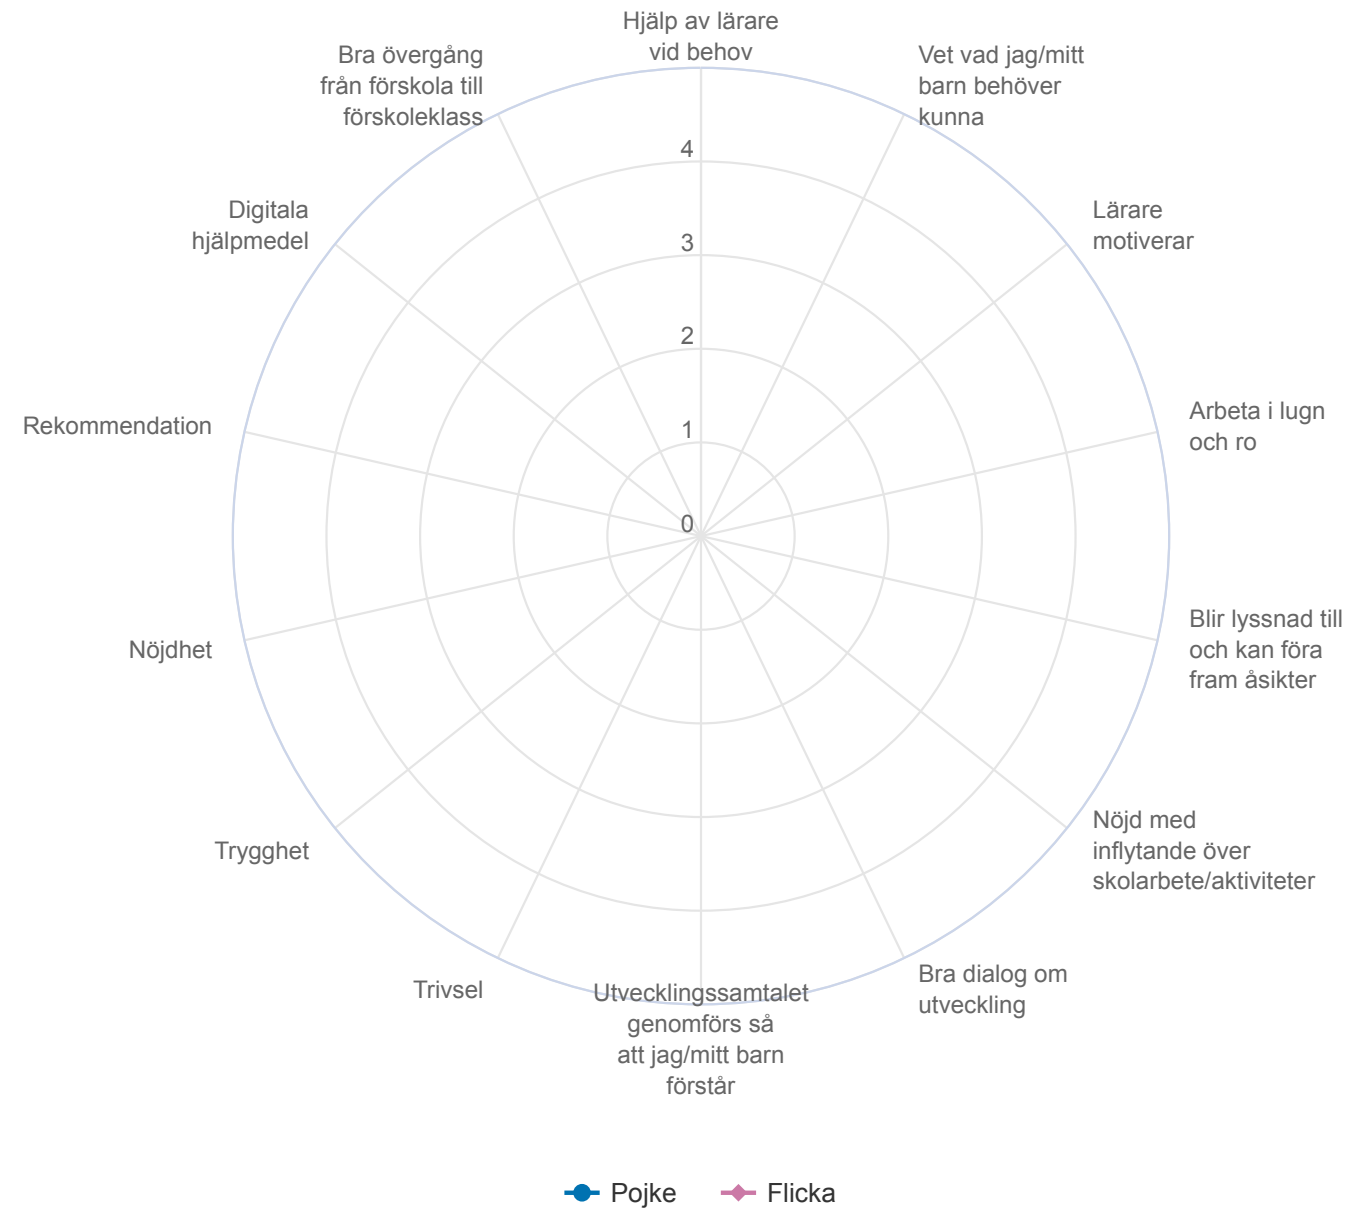 Hjälp av lärare
vid behov
Vet vad jag/mitt
barn behöver
kunna
Lärare
motiverar
Arbeta i lugn
och ro
Blir lyssnad till
och kan föra
fram åsikter
Nöjd med
inflytande över
skolarbete/aktiviteter
Bra dialog om
utveckling
Utvecklingssamtalet
genomförs så
att jag/mitt barn
förstår
Trivsel
Trygghet
Nöjdhet
Rekommendation
Digitala
hjälpmedel
Bra övergång
från förskola till
förskoleklass
4
3
2
1
0
Pojke
Flicka